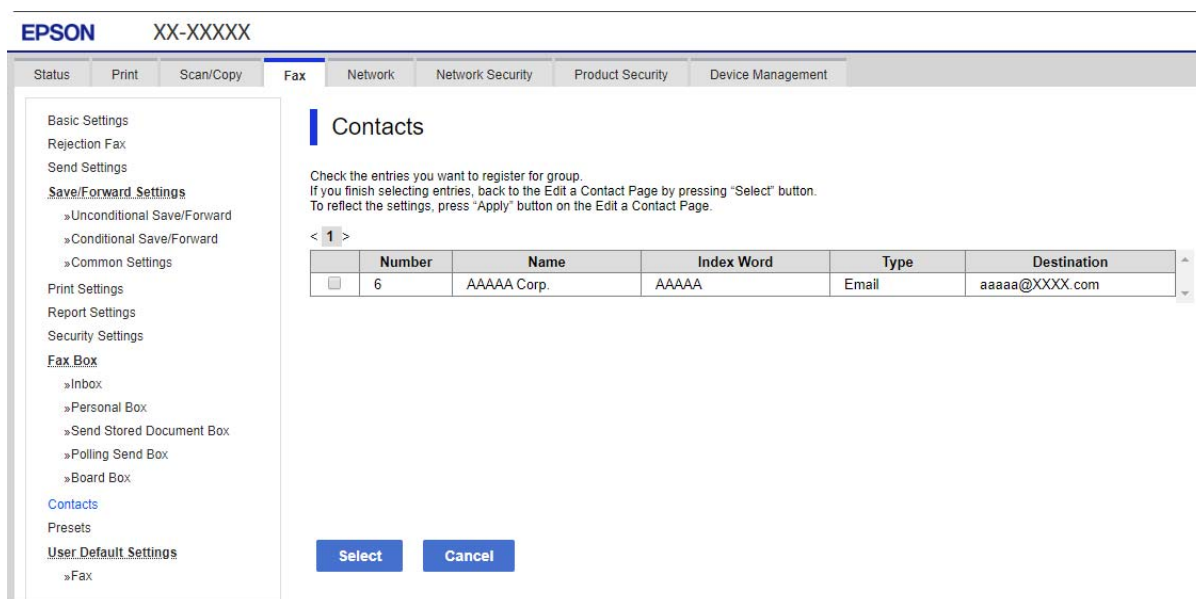 EPSON XX-XXXXX
Status Print Scan/Copy Fax Network Network Security Product Security Device Management
Basic Settings
Rejection Fax
Send Settings
Save/Forward Settings
»Unconditional Save/Forward
»Conditional Save/Forward
»Common Settings
Print Settings
Report Settings
Security Settings
Fax Box
»Inbox
»Personal Box
»Send Stored Document Box
»Polling Send Box
»Board Box
Contacts
Presets
User Default Settings
»Fax
Contacts
Check the entries you want to register for group.
If you finish selecting entries, back to the Edit a Contact Page by pressing “Select” button.
To reflect the settings, press “Apply” button on the Edit a Contact Page.
< 1 >
Number Name Index Word Type Destination
6 AAAAA Corp. AAAAA Email aaaaa@XXXX.com
Select Cancel